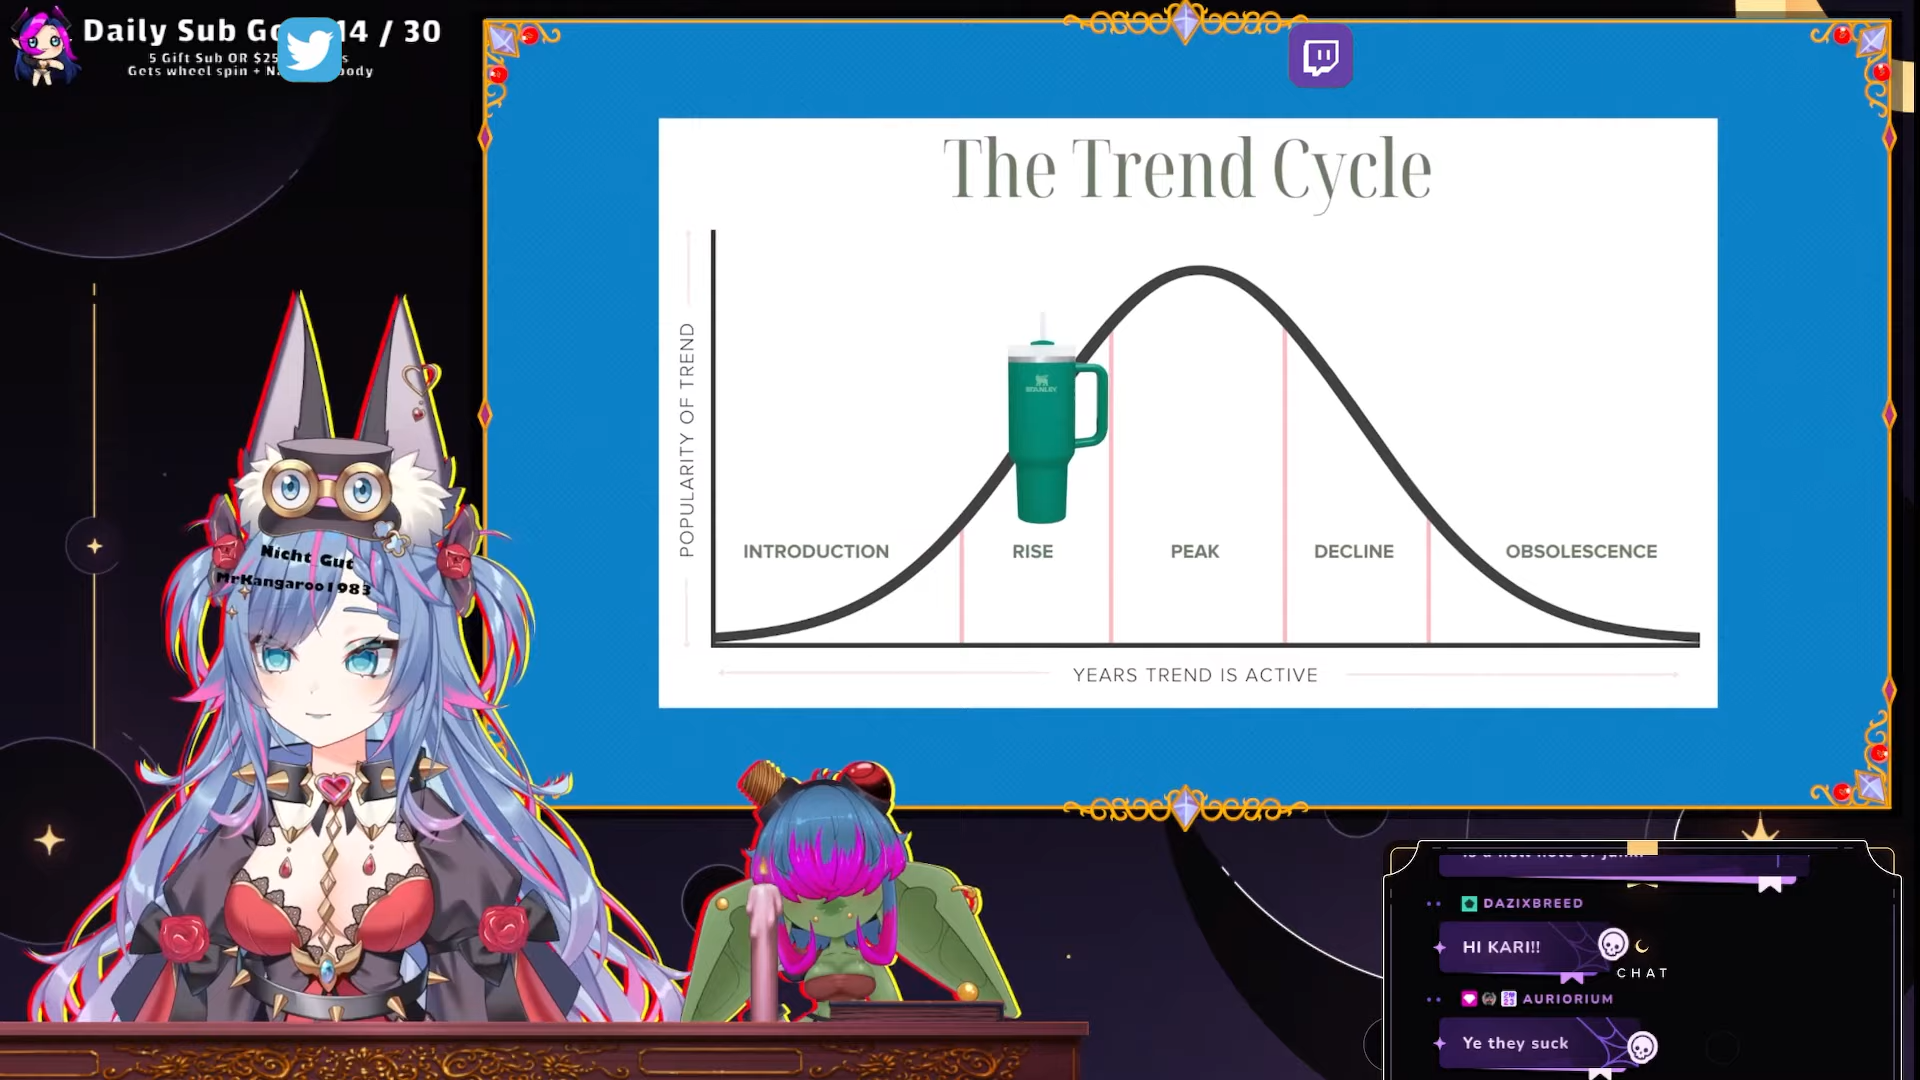 Daily Sub Go 14 / 30
5 Gift Sub OR $25
Gets wheel spin + N ody
The Trend Cycle
POPULARITY OF TREND
STANLEY
INTRODUCTION
RISE
PEAK
DECLINE
OBSOLESCENCE
YEARS TREND IS ACTIVE
Nicht Gut
MrKangaroo1983
DAZIXBREED
HI KARI!!
CHAT
AURIORIUM
Ye they suck